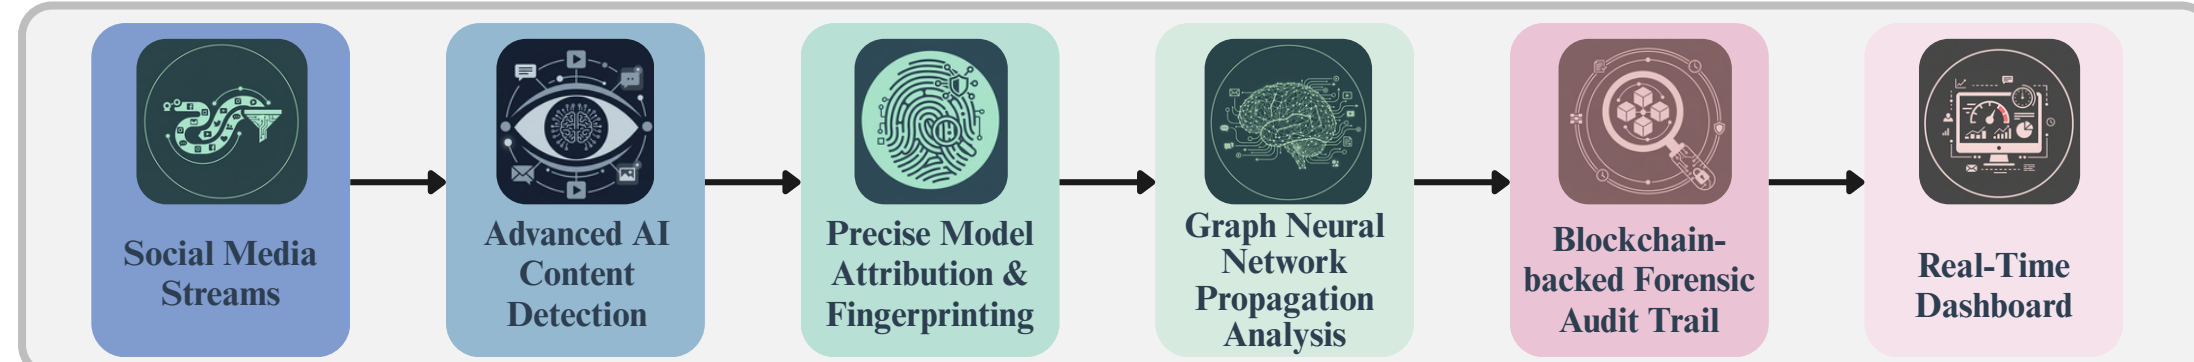 Social Media
Streams
Advanced AI
Content
Detection
Precise Model
Attribution &
Fingerprinting
Graph Neural
Network
Propagation
Analysis
Blockchain-
backed Forensic
Audit Trail
Real-Time
Dashboard